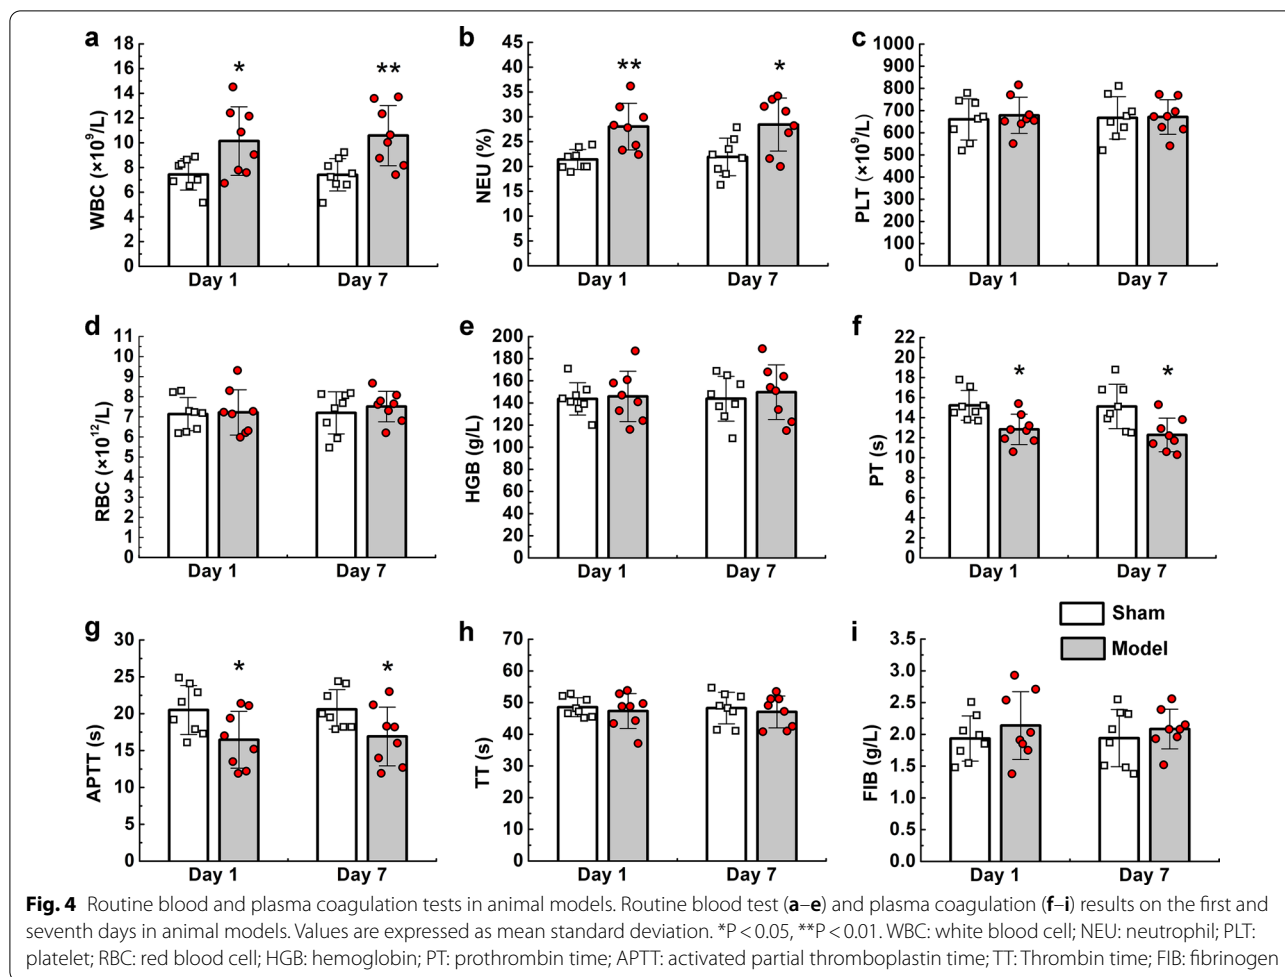 a
18
16
14
12
10
8
6
4
2
0
WBC (×10⁹/L)
*
**
Day 1
Day 7
b
45
40
35
30
25
20
15
10
5
0
NEU (%)
**
*
Day 1
Day 7
c
1000
900
800
700
600
500
400
300
200
100
0
PLT (×10⁹/L)
Day 1
Day 7
d
11
10
9
8
7
6
5
4
3
2
1
0
RBC (×10¹²/L)
Day 1
Day 7
e
200
180
160
140
120
100
80
60
40
20
0
HGB (g/L)
Day 1
Day 7
f
22
20
18
16
14
12
10
8
6
4
2
0
PT (s)
*
*
Day 1
Day 7
Sham
Model
g
30
25
20
15
10
5
0
APTT (s)
*
*
Day 1
Day 7
h
70
60
50
40
30
20
10
0
TT (s)
Day 1
Day 7
i
3.5
3.0
2.5
2.0
1.5
1.0
0.5
0.0
FIB (g/L)
Day 1
Day 7
Fig. 4 Routine blood and plasma coagulation tests in animal models. Routine blood test (a–e) and plasma coagulation (f–i) results on the first and
seventh days in animal models. Values are expressed as mean standard deviation. *P < 0.05, **P < 0.01. WBC: white blood cell; NEU: neutrophil; PLT:
platelet; RBC: red blood cell; HGB: hemoglobin; PT: prothrombin time; APTT: activated partial thromboplastin time; TT: Thrombin time; FIB: fibrinogen